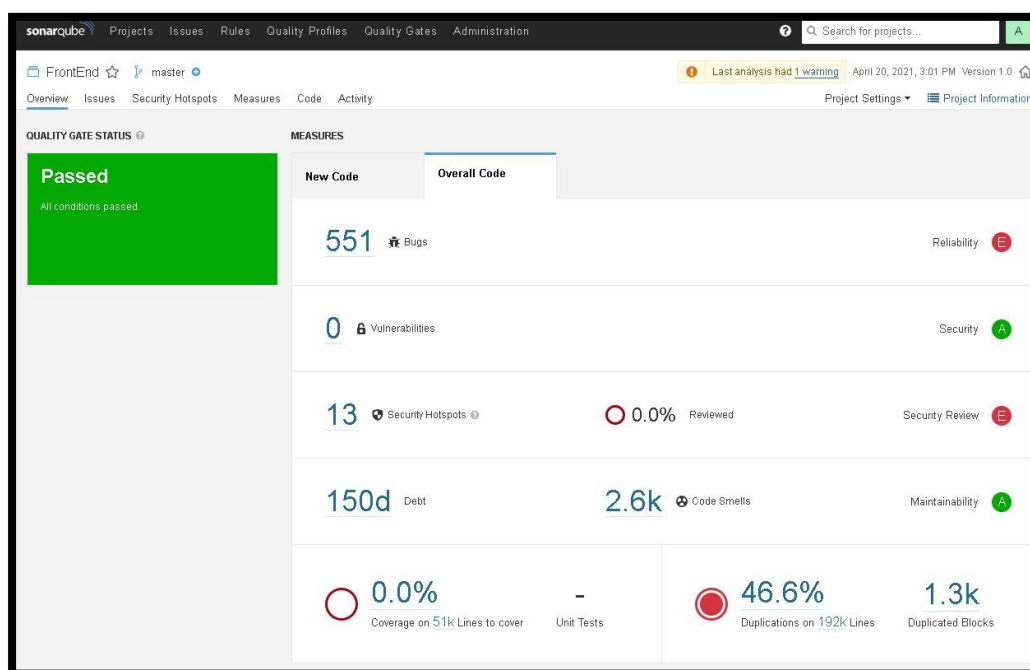 sonarqube Projects Issues Rules Quality Profiles Quality Gates Administration ? Search for projects... A
FrontEnd master Last analysis had 1 warning April 20, 2021, 3:01 PM Version 1.0
Overview Issues Security Hotspots Measures Code Activity Project Settings Project Information
QUALITY GATE STATUS ? MEASURES
Passed
All conditions passed.
New Code Overall Code
551 Bugs Reliability E
0 Vulnerabilities Security A
13 Security Hotspots ? 0.0% Reviewed Security Review E
150d Debt 2.6k Code Smells Maintainability A
0.0% - 46.6% 1.3k
Coverage on 51k Lines to cover Unit Tests Duplications on 192k Lines Duplicated Blocks